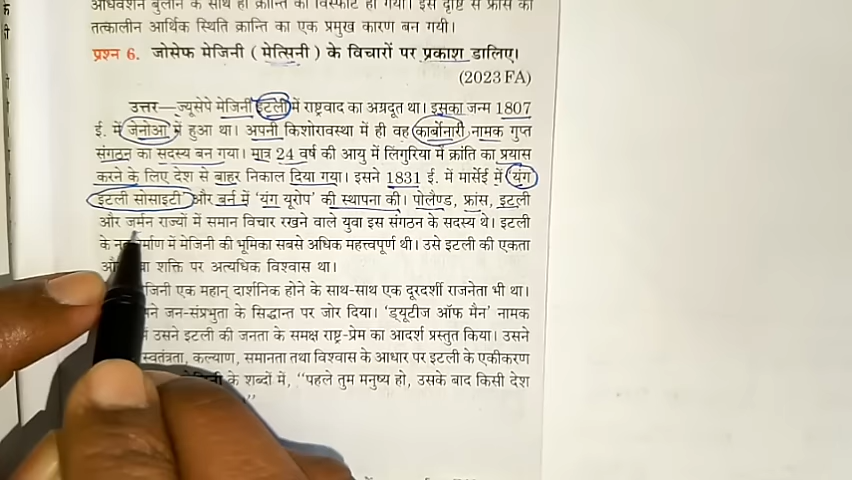 अधिवेशन बुलाने के साथ ही क्रान्ति का विस्फोट हो गया। इस दृष्टि से फ्रांस की
तत्कालीन आर्थिक स्थिति क्रान्ति का एक प्रमुख कारण बन गयी।
प्रश्न 6. जोसेफ मेजिनी ( मेत्सिनी ) के विचारों पर प्रकाश डालिए।
(2023 FA)
उत्तर—ज्यूसेपे मेजिनी इटली में राष्ट्रवाद का अग्रदूत था। इसका जन्म 1807
ई. में जेनोआ में हुआ था। अपनी किशोरावस्था में ही वह कार्बोनारी नामक गुप्त
संगठन का सदस्य बन गया। मात्र 24 वर्ष की आयु में लिगुरिया में क्रांति का प्रयास
करने के लिए देश से बाहर निकाल दिया गया। इसने 1831 ई. में मार्सेई में 'यंग
इटली सोसाइटी' और बर्न में 'यंग यूरोप' की स्थापना की। पोलैण्ड, फ्रांस, इटली
और जर्मन राज्यों में समान विचार रखने वाले युवा इस संगठन के सदस्य थे। इटली
के में मेजिनी की भूमिका सबसे अधिक महत्त्वपूर्ण थी। उसे इटली की एकता
शक्ति पर अत्यधिक विश्वास था।
एक महान् दार्शनिक होने के साथ-साथ एक दूरदर्शी राजनेता भी था।
जन-संप्रभुता के सिद्धान्त पर जोर दिया। 'ड्यूटीज ऑफ मैन' नामक
उसने इटली की जनता के समक्ष राष्ट्र-प्रेम का आदर्श प्रस्तुत किया। उसने
स्वतंत्रता, कल्याण, समानता तथा विश्वास के आधार पर इटली के एकीकरण
के शब्दों में, "पहले तुम मनुष्य हो, उसके बाद किसी देश